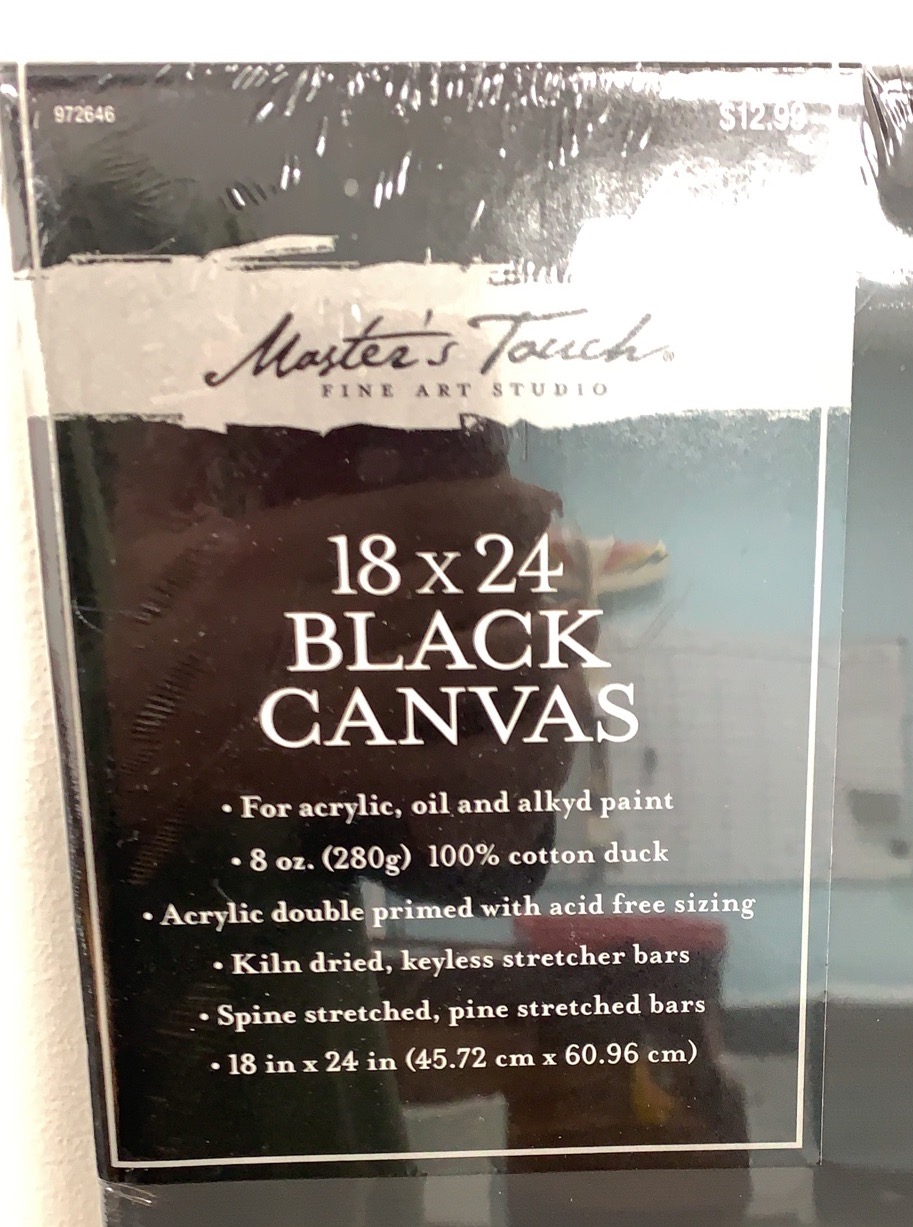 972646
$12.99
Master's Touch®
FINE ART STUDIO
18 x 24
BLACK
CANVAS
• For acrylic, oil and alkyd paint
• 8 oz. (280g) 100% cotton duck
• Acrylic double primed with acid free sizing
• Kiln dried, keyless stretcher bars
• Spine stretched, pine stretched bars
• 18 in x 24 in (45.72 cm x 60.96 cm)